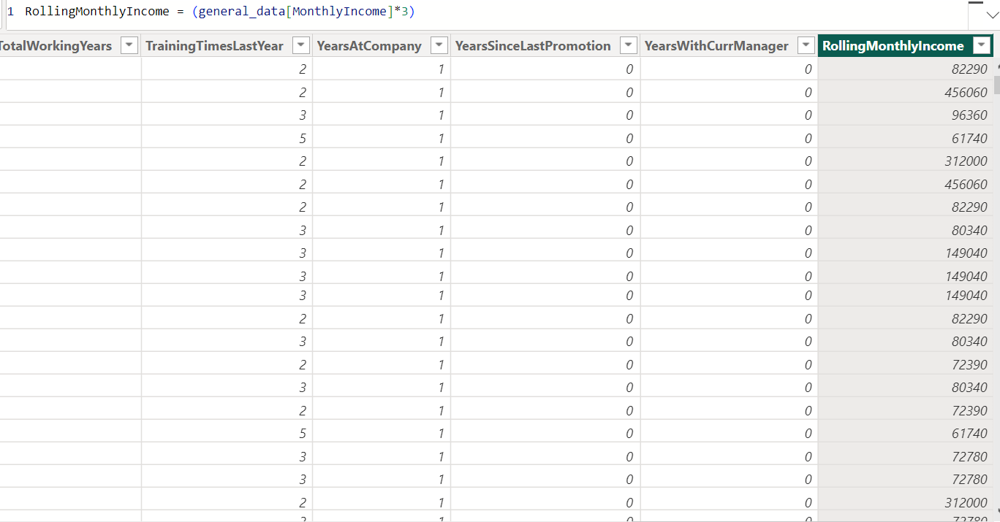 1 RollingMonthlyIncome = (general_data[MonthlyIncome]*3)
TotalWorkingYears TrainingTimesLastYear YearsAtCompany YearsSinceLastPromotion YearsWithCurrManager RollingMonthlyIncome
2 1 0 0 82290
2 1 0 0 456060
3 1 0 0 96360
5 1 0 0 61740
2 1 0 0 312000
2 1 0 0 456060
2 1 0 0 82290
3 1 0 0 80340
3 1 0 0 149040
3 1 0 0 149040
3 1 0 0 149040
2 1 0 0 82290
3 1 0 0 80340
2 1 0 0 72390
3 1 0 0 80340
2 1 0 0 72390
5 1 0 0 61740
3 1 0 0 72780
3 1 0 0 72780
2 1 0 0 312000